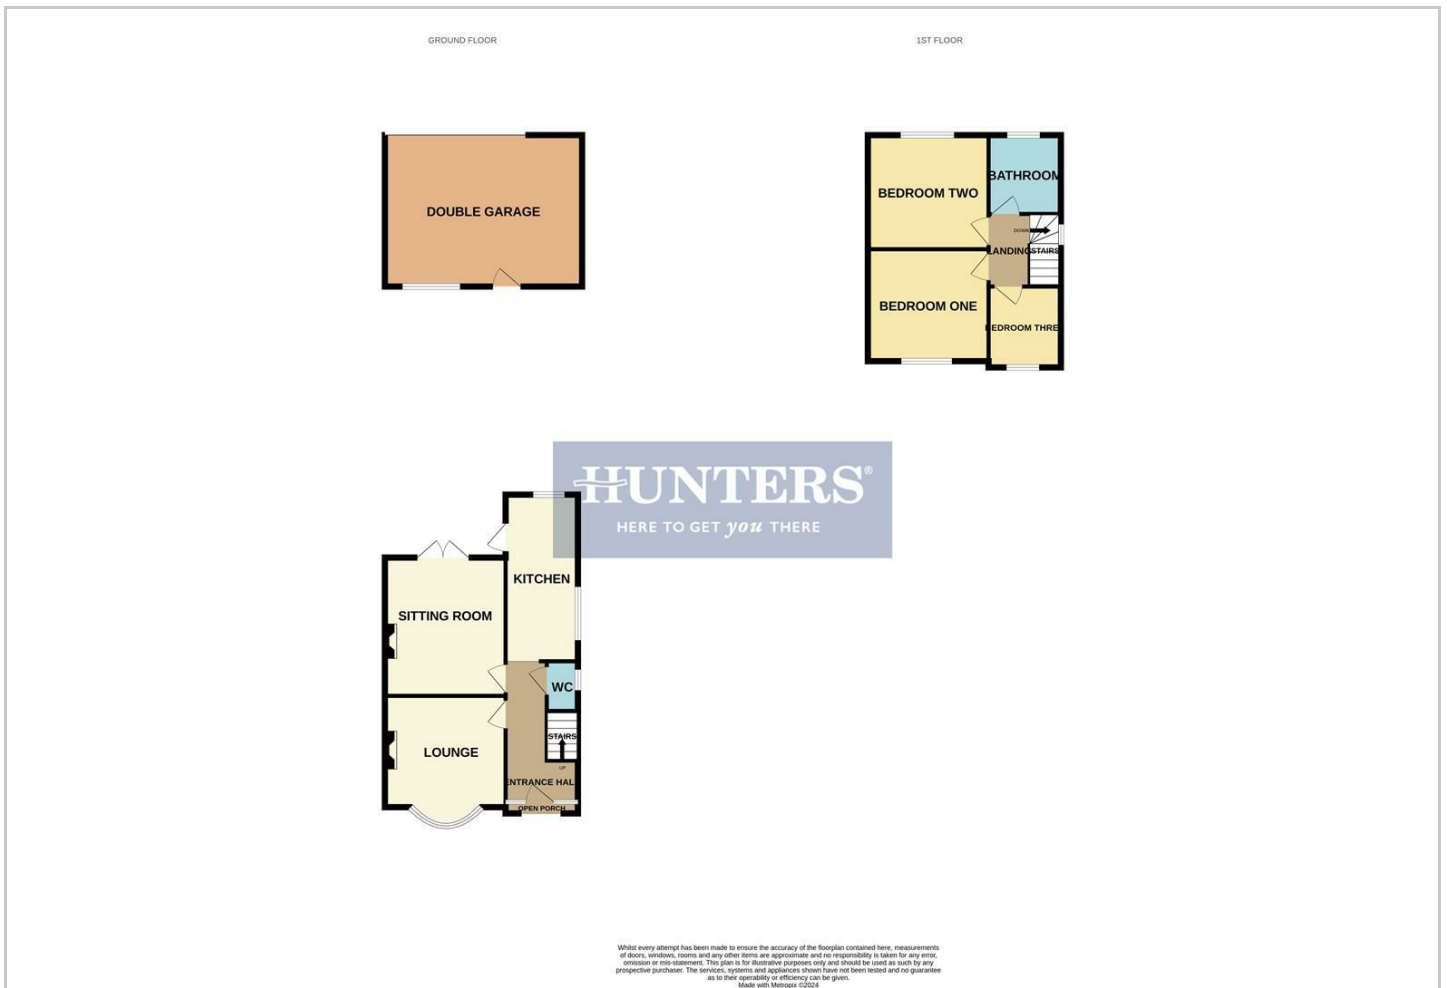 GROUND FLOOR
1ST FLOOR
DOUBLE GARAGE
BEDROOM TWO
BATHROOM
DOWN
LANDING
STAIRS
BEDROOM ONE
BEDROOM THRE
HUNTERS®
HERE TO GET you THERE
KITCHEN
SITTING ROOM
WC
LOUNGE
STAIRS
UP
ENTRANCE HAL
OPEN PORCH
Whilst every attempt has been made to ensure the accuracy of the floorplan contained here, measurements
of doors, windows, rooms and any other items are approximate and no responsibility is taken for any error,
omission or mis-statement. This plan is for illustrative purposes only and should be used as such by any
prospective purchaser. The services, systems and appliances shown have not been tested and no guarantee
as to their operability or efficiency can be given.
Made with Metropix ©2024